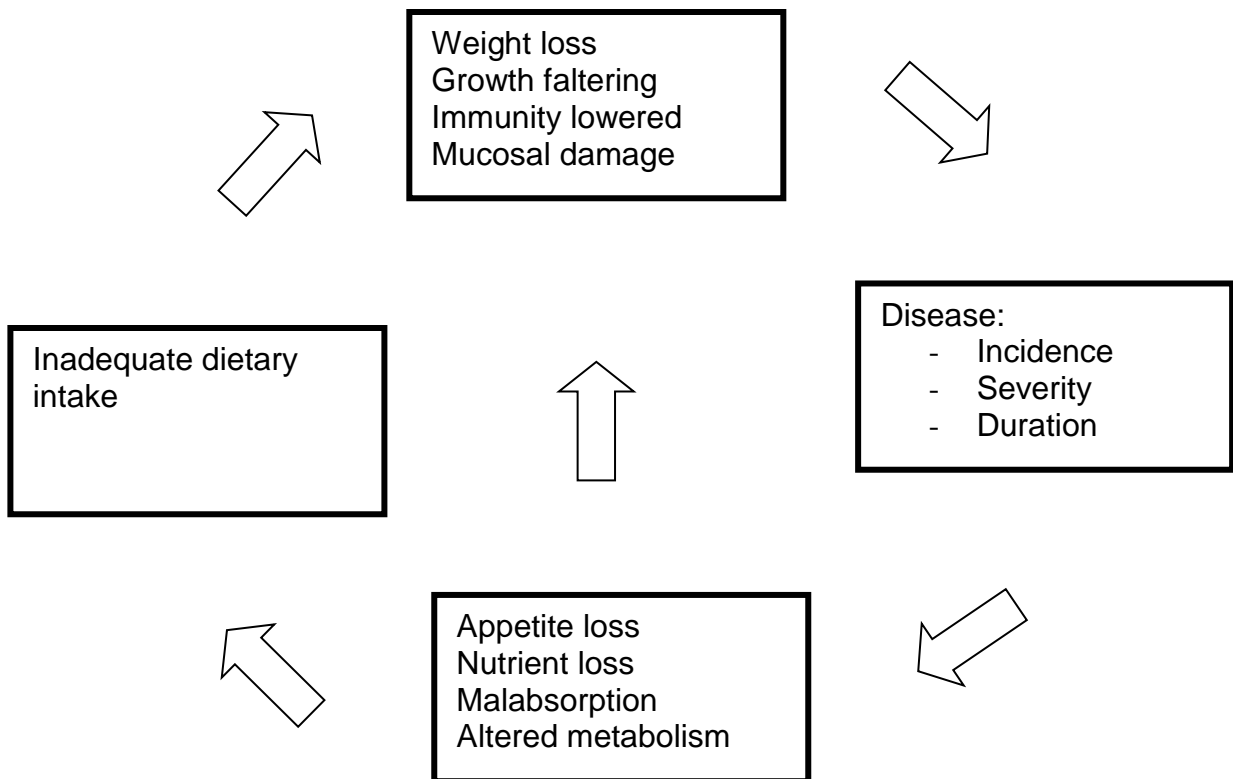 Weight loss
Growth faltering
Immunity lowered
Mucosal damage
Inadequate dietary
intake
Disease:
- Incidence
- Severity
- Duration
Appetite loss
Nutrient loss
Malabsorption
Altered metabolism